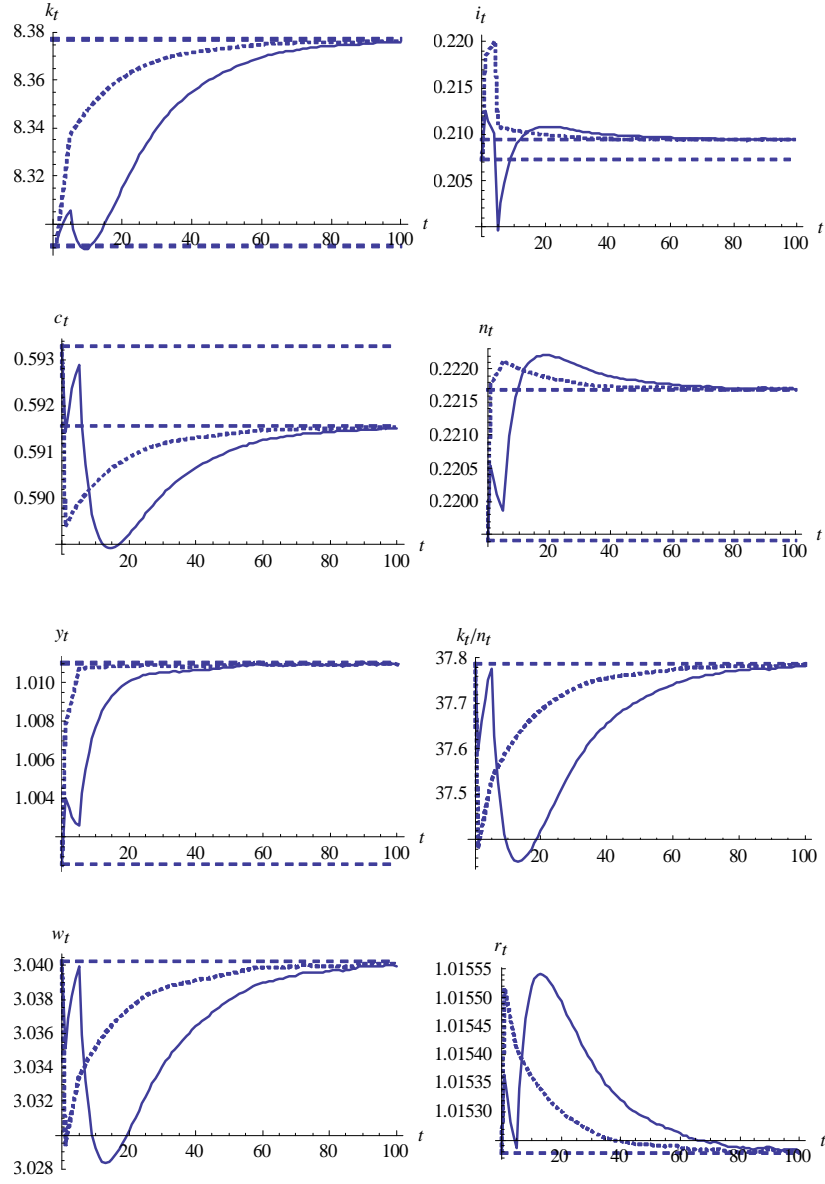 k_t
8.38
8.36
8.34
8.32
20 40 60 80 100 t
i_t
0.220
0.215
0.210
0.205
20 40 60 80 100 t
c_t
0.593
0.592
0.591
0.590
20 40 60 80 100 t
n_t
0.2220
0.2215
0.2210
0.2205
0.2200
20 40 60 80 100 t
y_t
1.010
1.008
1.006
1.004
20 40 60 80 100 t
k_t/n_t
37.8
37.7
37.6
37.5
20 40 60 80 100 t
w_t
3.040
3.038
3.036
3.034
3.032
3.030
3.028
20 40 60 80 100 t
r_t
1.01555
1.01550
1.01545
1.01540
1.01535
1.01530
20 40 60 80 100 t